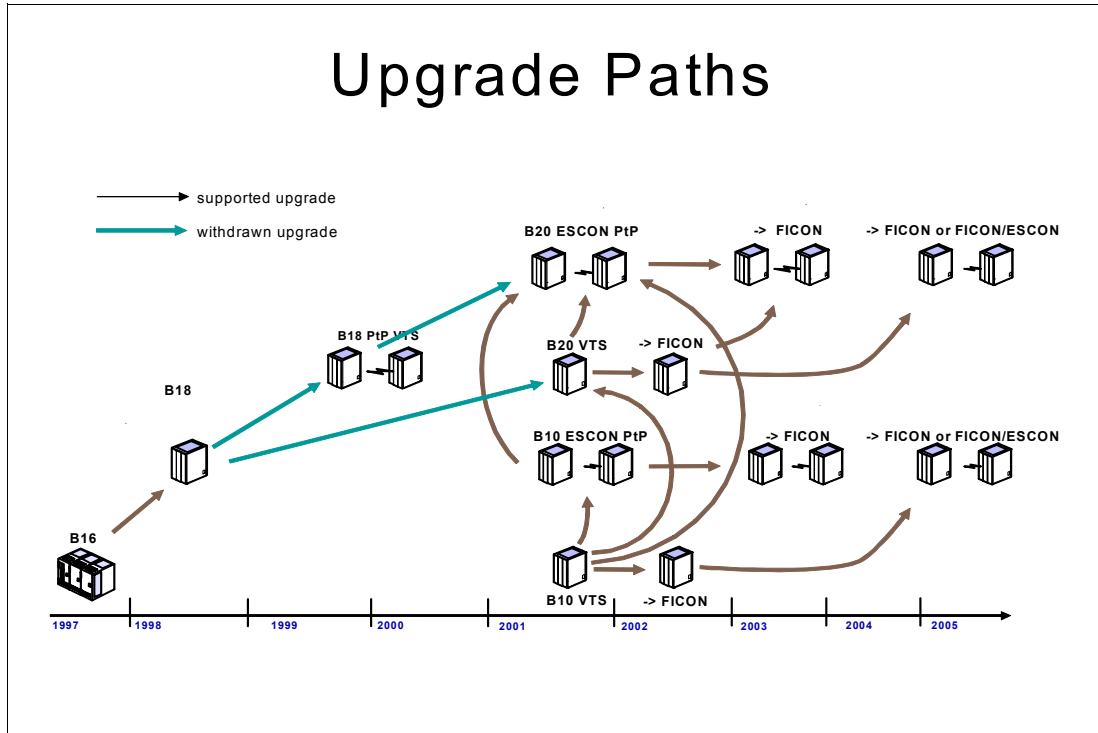 Upgrade Paths
supported upgrade
withdrawn upgrade
B20 ESCON PtP
-> FICON
-> FICON or FICON/ESCON
B18 PtP VTS
B20 VTS
-> FICON
B18
B10 ESCON PtP
-> FICON
-> FICON or FICON/ESCON
B16
B10 VTS
-> FICON
1997
1998
1999
2000
2001
2002
2003
2004
2005